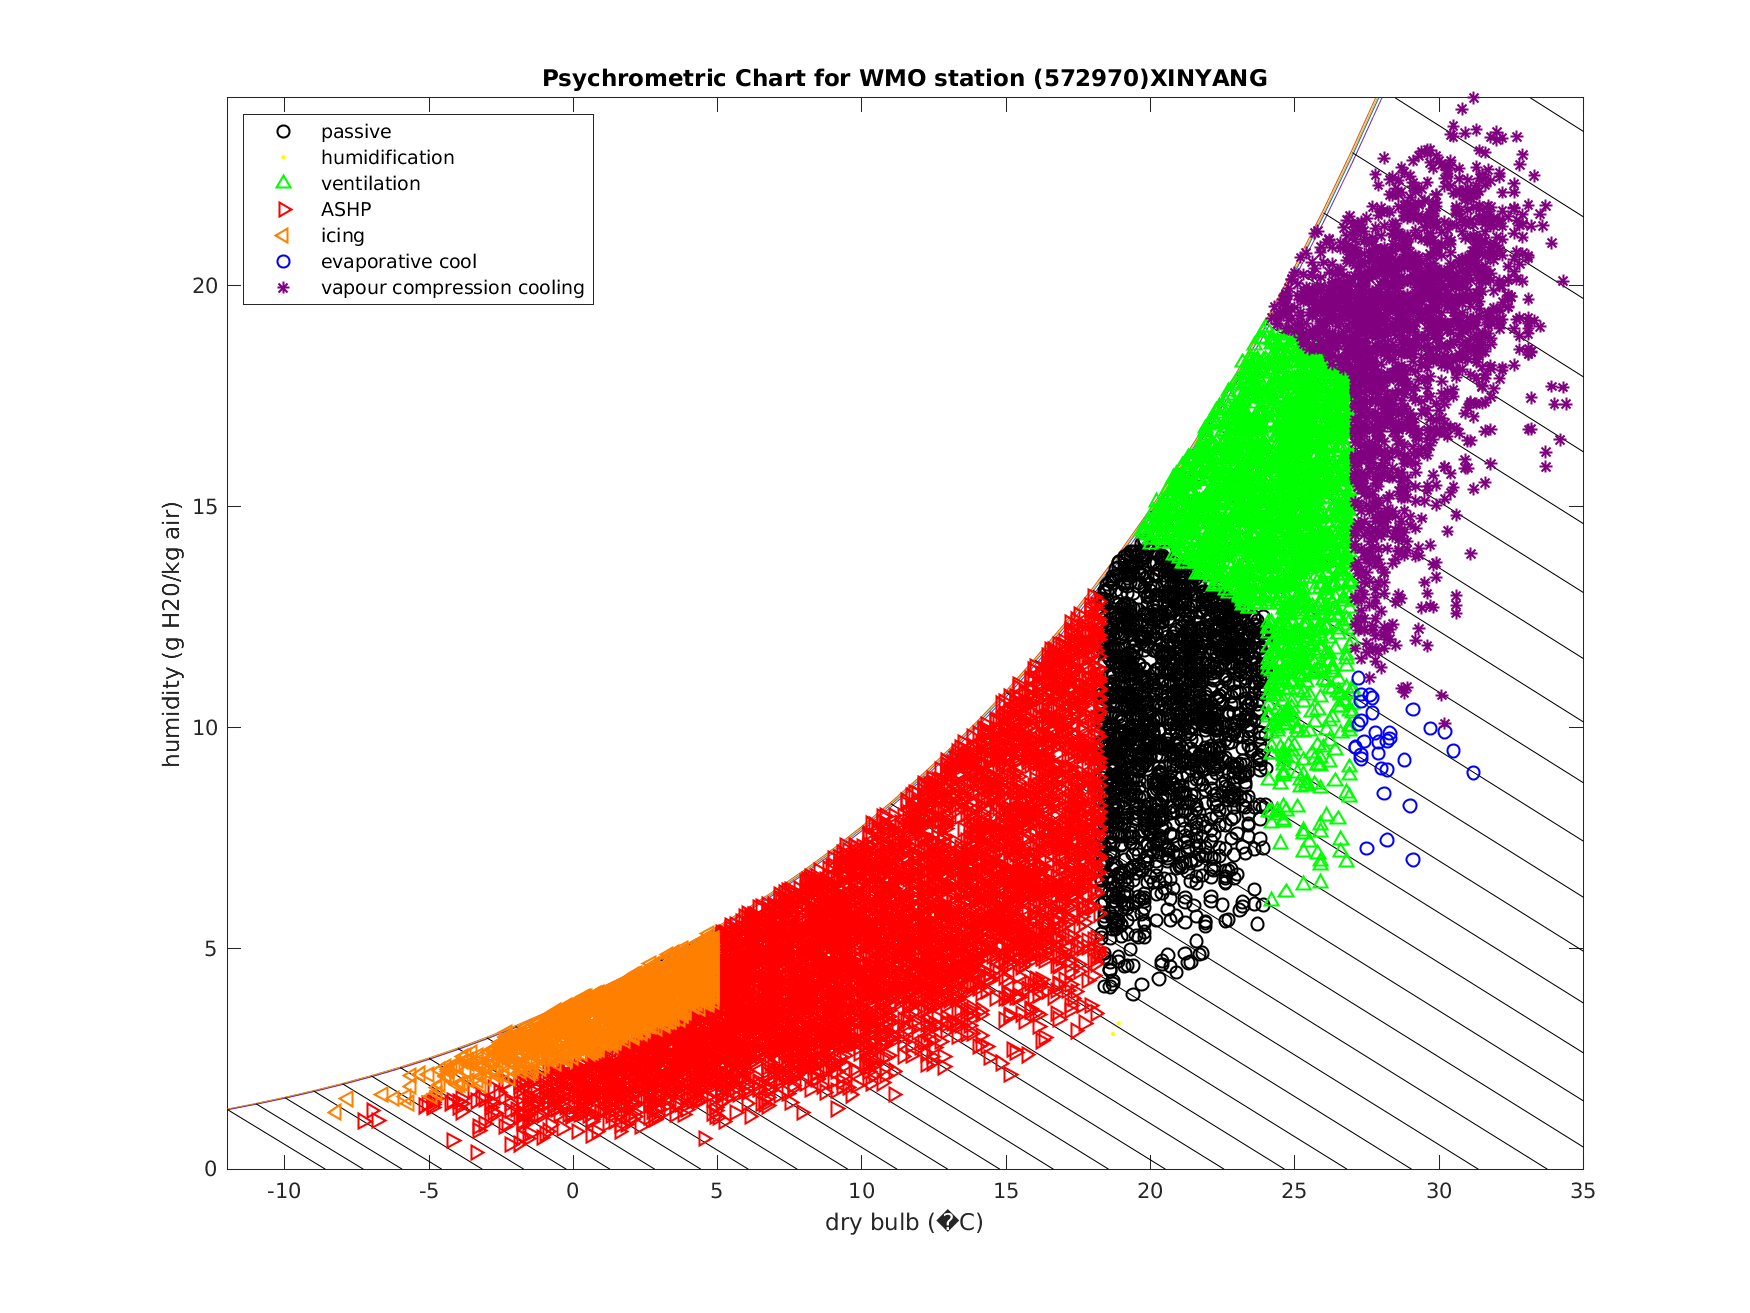 Psychrometric Chart for WMO station (572970)XINYANG
passive
humidification
ventilation
ASHP
icing
evaporative cool
vapour compression cooling
humidity (g H20/kg air)
20
15
10
5
0
-10 -5 0 5 10 15 20 25 30 35
dry bulb (�C)